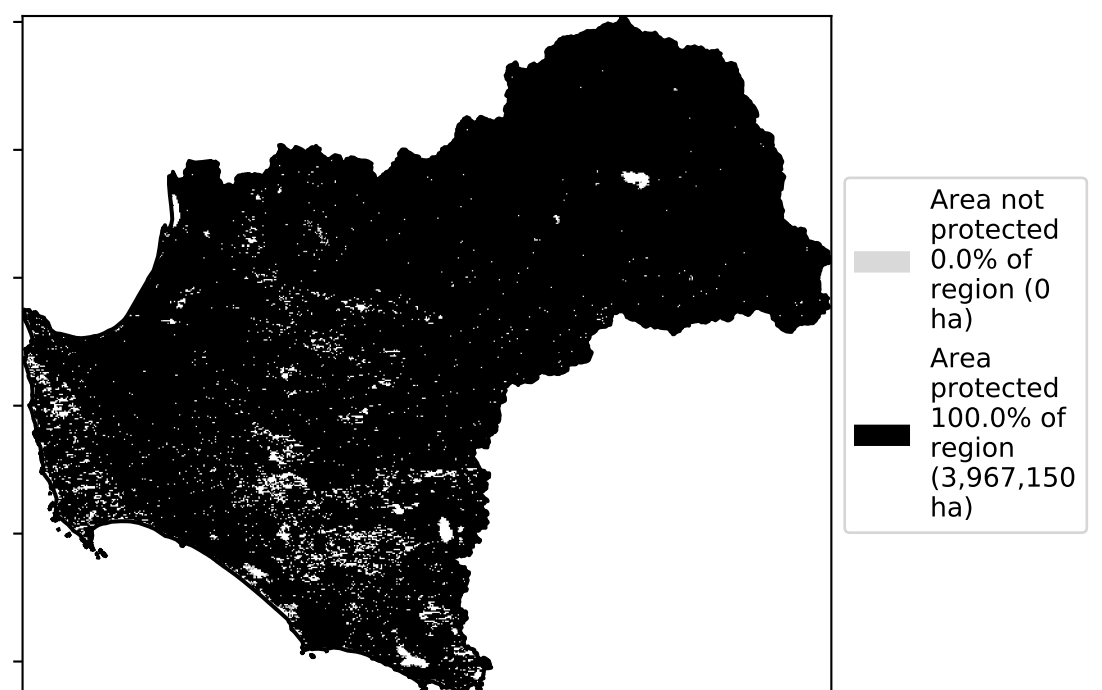 Area not
protected
0.0% of
region (0
ha)
Area
protected
100.0% of
region
(3,967,150
ha)